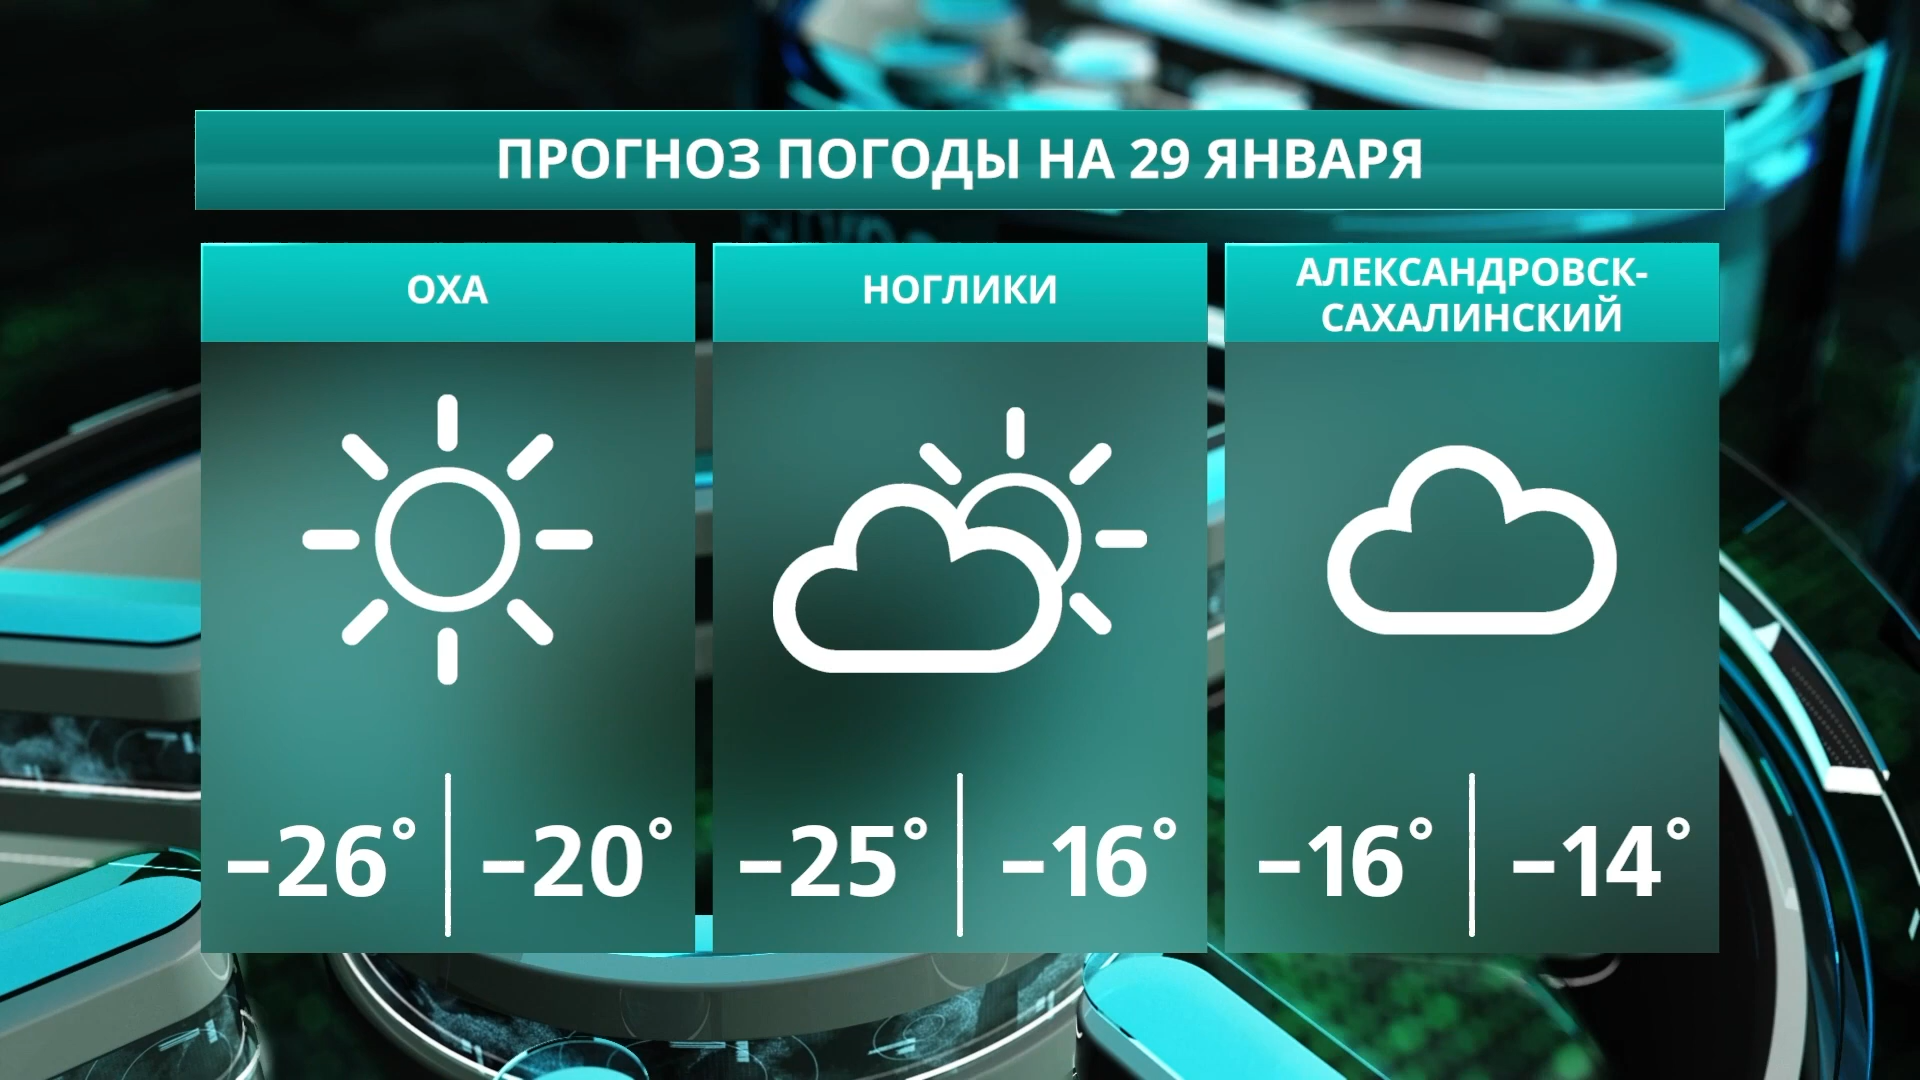 ПРОГНОЗ ПОГОДЫ НА 29 ЯНВАРЯ
ОХА
НОГЛИКИ
АЛЕКСАНДРОВСК-
САХАЛИНСКИЙ
–26° –20°
–25° –16°
–16° –14°